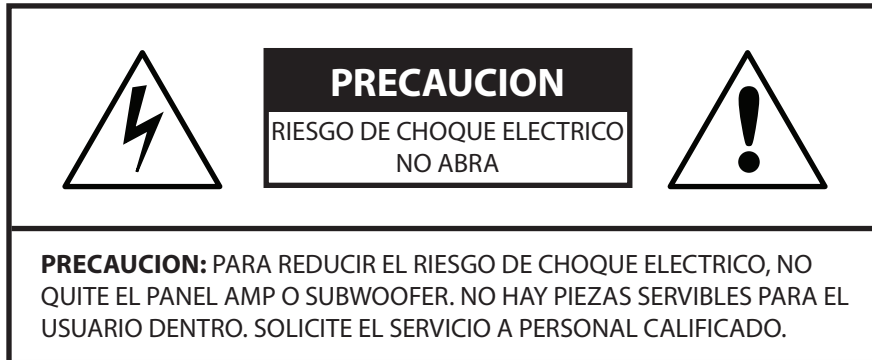 PRECAUCION
RIESGO DE CHOQUE ELECTRICO
NO ABRA
PRECAUCION: PARA REDUCIR EL RIESGO DE CHOQUE ELECTRICO, NO
QUITE EL PANEL AMP O SUBWOOFER. NO HAY PIEZAS SERVIBLES PARA EL
USUARIO DENTRO. SOLICITE EL SERVICIO A PERSONAL CALIFICADO.